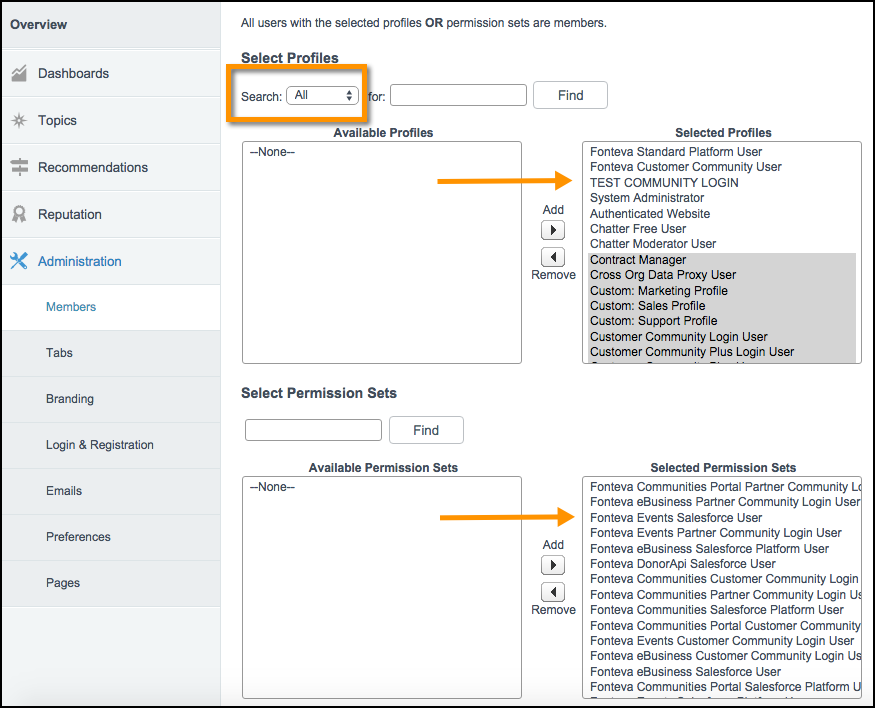 Overview
Dashboards
Topics
Recommendations
Reputation
Administration
Members
Tabs
Branding
Login & Registration
Emails
Preferences
Pages
All users with the selected profiles OR permission sets are members.
Select Profiles
Search: All for: Find
Available Profiles
--None--
Add
Remove
Selected Profiles
Fonteva Standard Platform User
Fonteva Customer Community User
TEST COMMUNITY LOGIN
System Administrator
Authenticated Website
Chatter Free User
Chatter Moderator User
Contract Manager
Cross Org Data Proxy User
Custom: Marketing Profile
Custom: Sales Profile
Custom: Support Profile
Customer Community Login User
Customer Community Plus Login User
Select Permission Sets
Find
Available Permission Sets
--None--
Add
Remove
Selected Permission Sets
Fonteva Communities Portal Partner Community Lo
Fonteva eBusiness Partner Community Login User
Fonteva Events Salesforce User
Fonteva Events Partner Community Login User
Fonteva eBusiness Salesforce Platform User
Fonteva DonorApi Salesforce User
Fonteva Communities Customer Community Login
Fonteva Communities Partner Community Login Us
Fonteva Communities Salesforce Platform User
Fonteva Communities Portal Customer Community
Fonteva Events Customer Community Login User
Fonteva eBusiness Customer Community Login Us
Fonteva eBusiness Salesforce User
Fonteva Communities Portal Salesforce Platform U